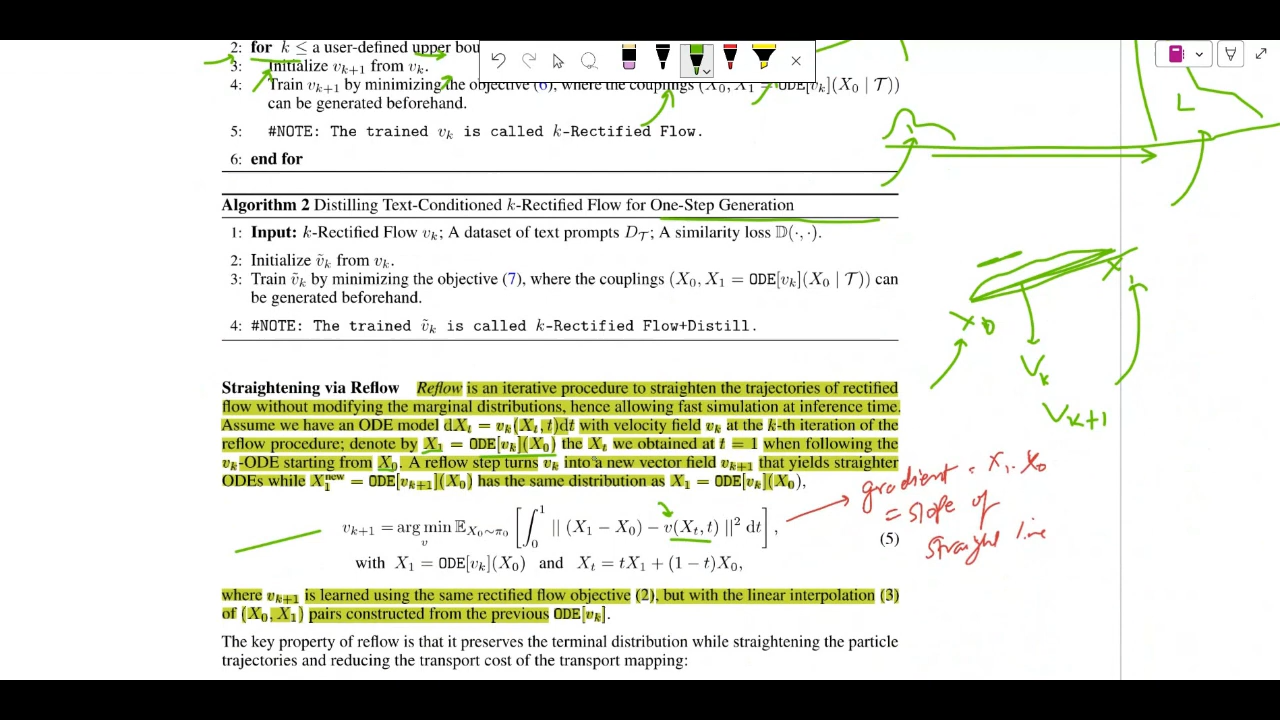 2: for k ≤ a user-defined upper bou
3: Initialize v_{k+1} from v_k.
4: Train v_{k+1} by minimizing the objective (6), where the couplings (X_0, X_1 = ODE[v_k](X_0 | 𝒯))
can be generated beforehand.
5: #NOTE: The trained v_k is called k-Rectified Flow.
6: end for
L
Algorithm 2 Distilling Text-Conditioned k-Rectified Flow for One-Step Generation
1: Input: k-Rectified Flow v_k; A dataset of text prompts D_𝒯; A similarity loss 𝔻(·, ·).
2: Initialize ṽ_k from v_k.
3: Train ṽ_k by minimizing the objective (7), where the couplings (X_0, X_1 = ODE[v_k](X_0 | 𝒯)) can
be generated beforehand.
4: #NOTE: The trained ṽ_k is called k-Rectified Flow+Distill.
X_1
X_0
V_k
V_{k+1}
Straightening via Reflow Reflow is an iterative procedure to straighten the trajectories of rectified
flow without modifying the marginal distributions, hence allowing fast simulation at inference time.
Assume we have an ODE model dX_t = v_k(X_t, t)dt with velocity field v_k at the k-th iteration of the
reflow procedure; denote by X_1 = ODE[v_k](X_0) the X_t we obtained at t = 1 when following the
v_k-ODE starting from X_0. A reflow step turns v_k into a new vector field v_{k+1} that yields straighter
ODEs while X_1^{new} = ODE[v_{k+1}](X_0) has the same distribution as X_1 = ODE[v_k](X_0),
v_{k+1} = arg min_v 𝔼_{X_0∼π_0} [∫_0^1 || (X_1 − X_0) − v(X_t, t) ||^2 dt],
(5)
with X_1 = ODE[v_k](X_0) and X_t = tX_1 + (1 − t)X_0,
gradient = X_1 - X_0
= slope of
straight line
where v_{k+1} is learned using the same rectified flow objective (2), but with the linear interpolation (3)
of (X_0, X_1) pairs constructed from the previous ODE[v_k].
The key property of reflow is that it preserves the terminal distribution while straightening the particle
trajectories and reducing the transport cost of the transport mapping: